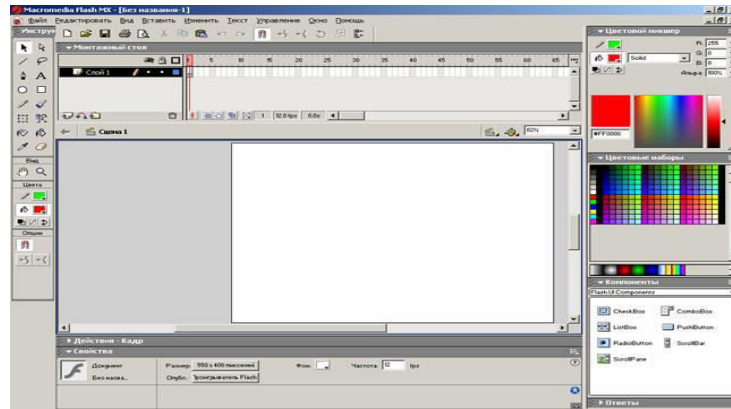 Macromedia Flash MX - [Без названия-1]
Файл Редактировать Вид Вставить Изменить Текст Управление Окно Помощь
Инструм
Монтажный стол
1 5 10 15 20 25 30 35 40 45 50 55 60 65
Слой 1
1 12.0 fps 0.0s
Сцена 1
82%
Вид
Цвета
Опции
Действия - Кадр
Свойства
Документ
Без назва...
Размер: 550 x 400 пикселей
Фон:
Частота: 12 fps
Опубл.: Проигрыватель Flash
Цветовой микшер
R: 255
G: 0
B: 0
Solid
Альфа: 100%
#FF0000
Цветовые наборы
Компоненты
Flash UI Components
CheckBox
ComboBox
ListBox
PushButton
RadioButton
ScrollBar
ScrollPane
Ответы